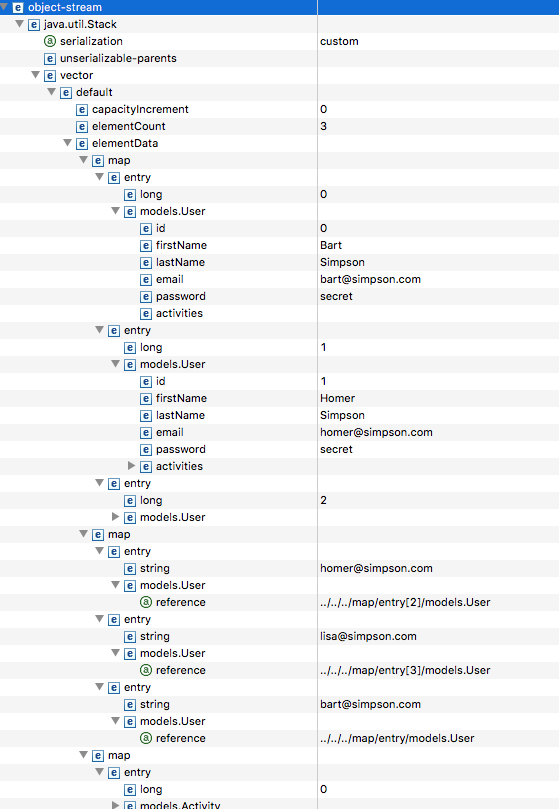 e object-stream
e java.util.Stack
a serialization custom
e unserializable-parents
e vector
e default
e capacityIncrement 0
e elementCount 3
e elementData
e map
e entry
e long 0
e models.User
e id 0
e firstName Bart
e lastName Simpson
e email bart@simpson.com
e password secret
e activities
e entry
e long 1
e models.User
e id 1
e firstName Homer
e lastName Simpson
e email homer@simpson.com
e password secret
e activities
e entry
e long 2
e models.User
e map
e entry
e string homer@simpson.com
e models.User
a reference ../../../map/entry[2]/models.User
e entry
e string lisa@simpson.com
e models.User
a reference ../../../map/entry[3]/models.User
e entry
e string bart@simpson.com
e models.User
a reference ../../../map/entry/models.User
e map
e entry
e long 0
e models.Activity